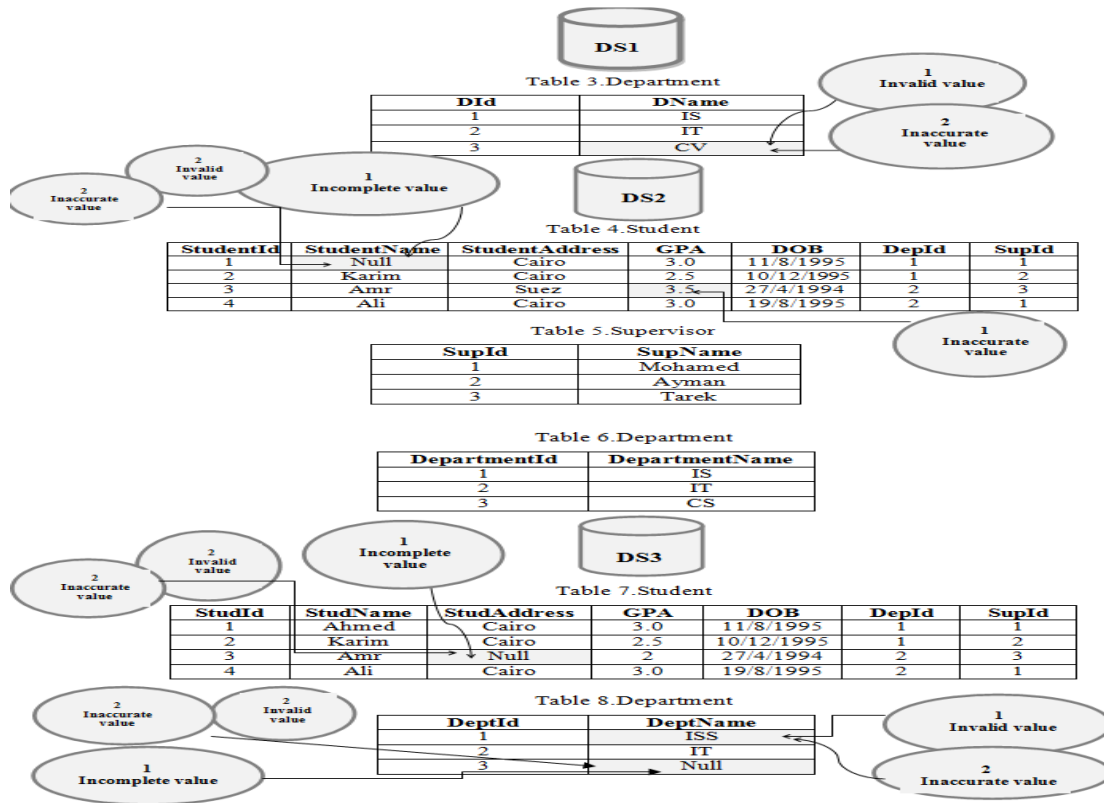 DS1
Table 3.Department
DId DName
1 IS
2 IT
3 CV
1
Invalid value
2
Inaccurate
value
2
Invalid
value
2
Inaccurate
value
1
Incomplete value
DS2
Table 4.Student
StudentId StudentName StudentAddress GPA DOB DepId SupId
1 Null Cairo 3.0 11/8/1995 1 1
2 Karim Cairo 2.5 10/12/1995 1 2
3 Amr Suez 3.5 27/4/1994 2 3
4 Ali Cairo 3.0 19/8/1995 2 1
1
Inaccurate
value
Table 5.Supervisor
SupId SupName
1 Mohamed
2 Ayman
3 Tarek
Table 6.Department
DepartmentId DepartmentName
1 IS
2 IT
3 CS
DS3
2
Invalid
value
2
Inaccurate
value
1
Incomplete
value
Table 7.Student
StudId StudName StudAddress GPA DOB DepId SupId
1 Ahmed Cairo 3.0 11/8/1995 1 1
2 Karim Cairo 2.5 10/12/1995 1 2
3 Amr Null 2 27/4/1994 2 3
4 Ali Cairo 3.0 19/8/1995 2 1
Table 8.Department
DeptId DeptName
1 ISS
2 IT
3 Null
2
Inaccurate
value
2
Invalid
value
1
Incomplete value
1
Invalid value
2
Inaccurate value